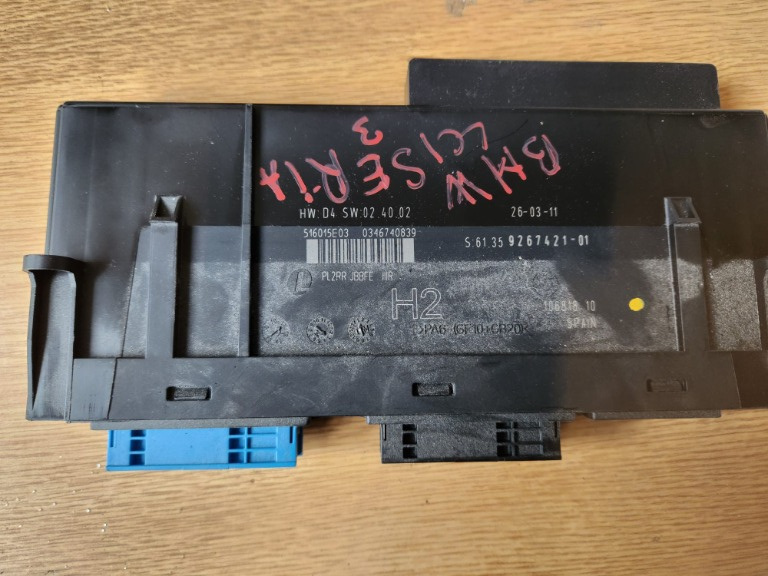 BMW SERIA
LCI 3
HW:D4 SW:02.40.02
26-03-11
516015E03 0346740839
S:61.35 9267421-01
PL2RR JBBFE HR
H2
SPAIN